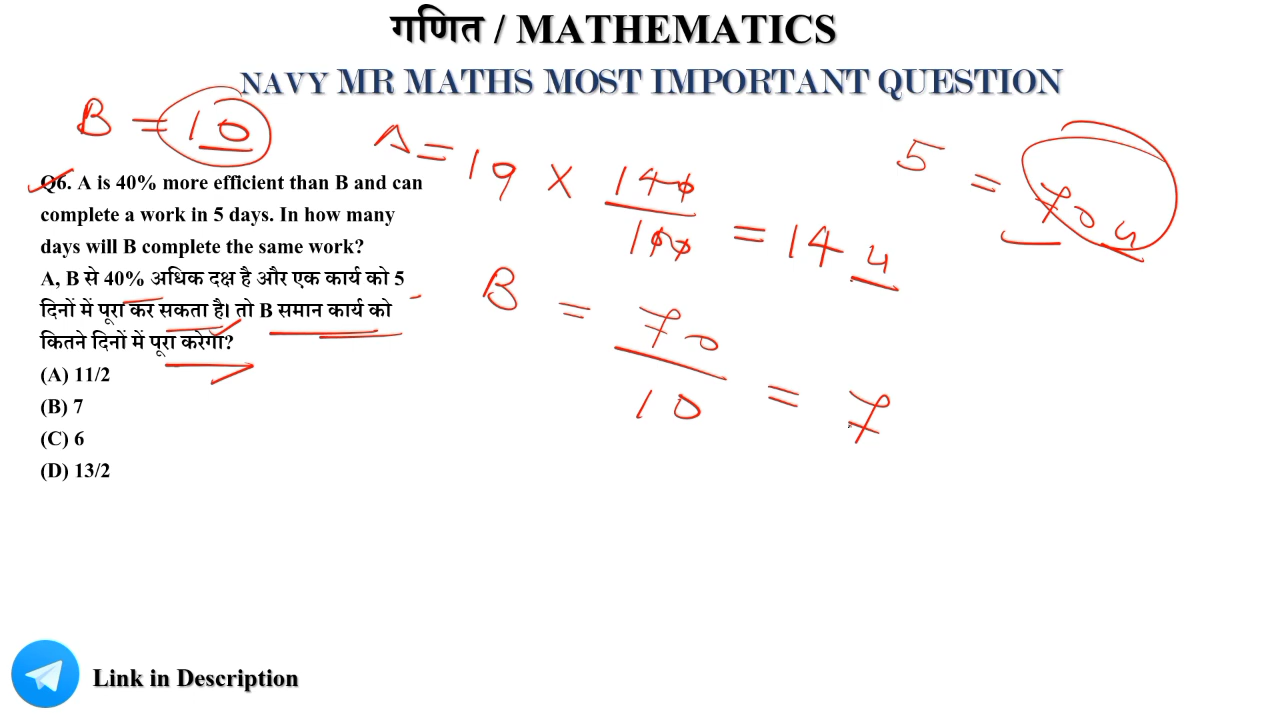 गणित / MATHEMATICS
NAVY MR MATHS MOST IMPORTANT QUESTION
B = 10
A = 10 × 140/100 = 14 u
5 = 70 u
Q6. A is 40% more efficient than B and can
complete a work in 5 days. In how many
days will B complete the same work?
A, B से 40% अधिक दक्ष है और एक कार्य को 5
दिनों में पूरा कर सकता है। तो B समान कार्य को
कितने दिनों में पूरा करेगा?
(A) 11/2
(B) 7
(C) 6
(D) 13/2
B = 70/10 = 7
Link in Description